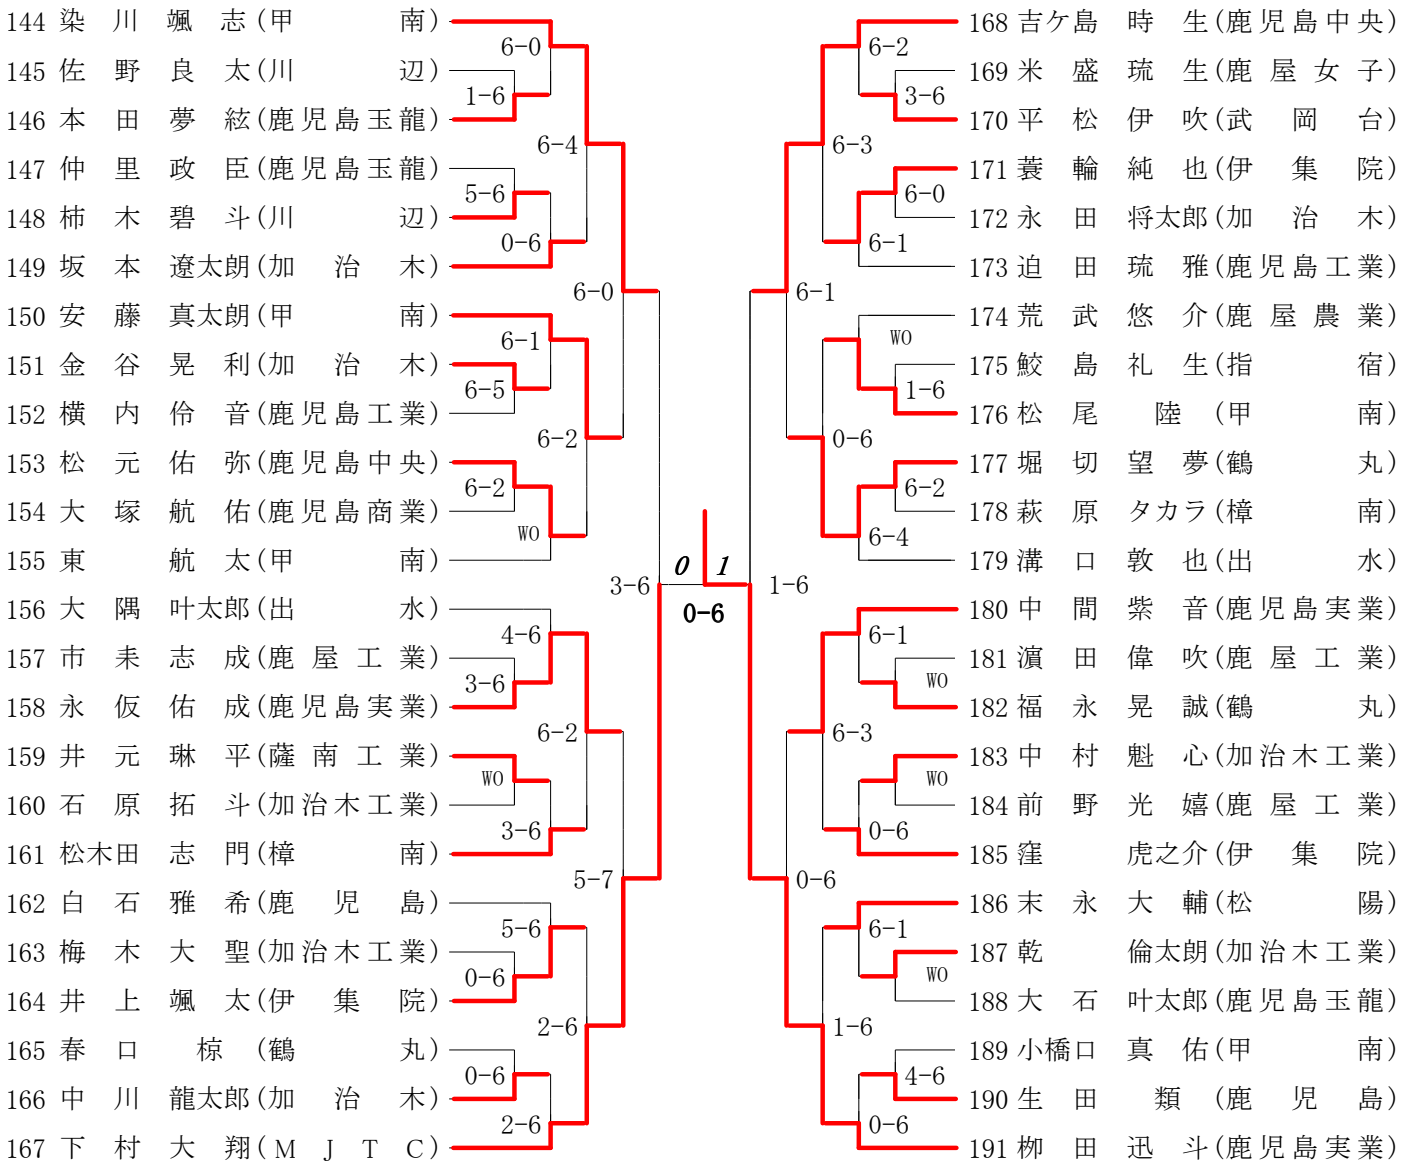 144 染川 颯志(甲南)
6-0
145 佐野良太(川辺)
1-6
146 本田夢絃(鹿児島玉龍)
6-4
147 仲里政臣(鹿児島玉龍)
5-6
148 柿木碧斗(川辺)
0-6
149 坂本遼太朗(加治木)
6-0
150 安藤真太朗(甲南)
6-1
151 金谷晃利(加治木)
6-5
152 横内伶音(鹿児島工業)
6-2
153 松元佑弥(鹿児島中央)
6-2
154 大塚航佑(鹿児島商業)
WO
155 東 航太(甲南)
3-6
156 大隅叶太郎(出水)
4-6
157 市耒志成(鹿屋工業)
3-6
158 永仮佑成(鹿児島実業)
6-2
159 井元琳平(薩南工業)
WO
160 石原拓斗(加治木工業)
3-6
161 松木田志門(樟南)
5-7
162 白石雅希(鹿児島)
5-6
163 梅木大聖(加治木工業)
0-6
164 井上颯太(伊集院)
2-6
165 春口椋(鶴丸)
0-6
166 中川龍太郎(加治木)
2-6
167 下村大翔(MJTC)
0 1
0-6
168 吉ケ島時生(鹿児島中央)
6-2
169 米盛琉生(鹿屋女子)
3-6
170 平松伊吹(武岡台)
6-3
171 蓑輪純也(伊集院)
6-0
172 永田将太郎(加治木)
6-1
173 迫田琉雅(鹿児島工業)
6-1
174 荒武悠介(鹿屋農業)
WO
175 鮫島礼生(指宿)
1-6
176 松尾陸(甲南)
0-6
177 堀切望夢(鶴丸)
6-2
178 萩原タカラ(樟南)
6-4
179 溝口敦也(出水)
1-6
180 中間紫音(鹿児島実業)
6-1
181 濵田偉吹(鹿屋工業)
WO
182 福永晃誠(鶴丸)
6-3
183 中村魁心(加治木工業)
WO
184 前野光嬉(鹿屋工業)
0-6
185 窪 虎之介(伊集院)
0-6
186 末永大輔(松陽)
6-1
187 乾 倫太朗(加治木工業)
WO
188 大石叶太郎(鹿児島玉龍)
1-6
189 小橋口真佑(甲南)
4-6
190 生田類(鹿児島)
0-6
191 栁田迅斗(鹿児島実業)